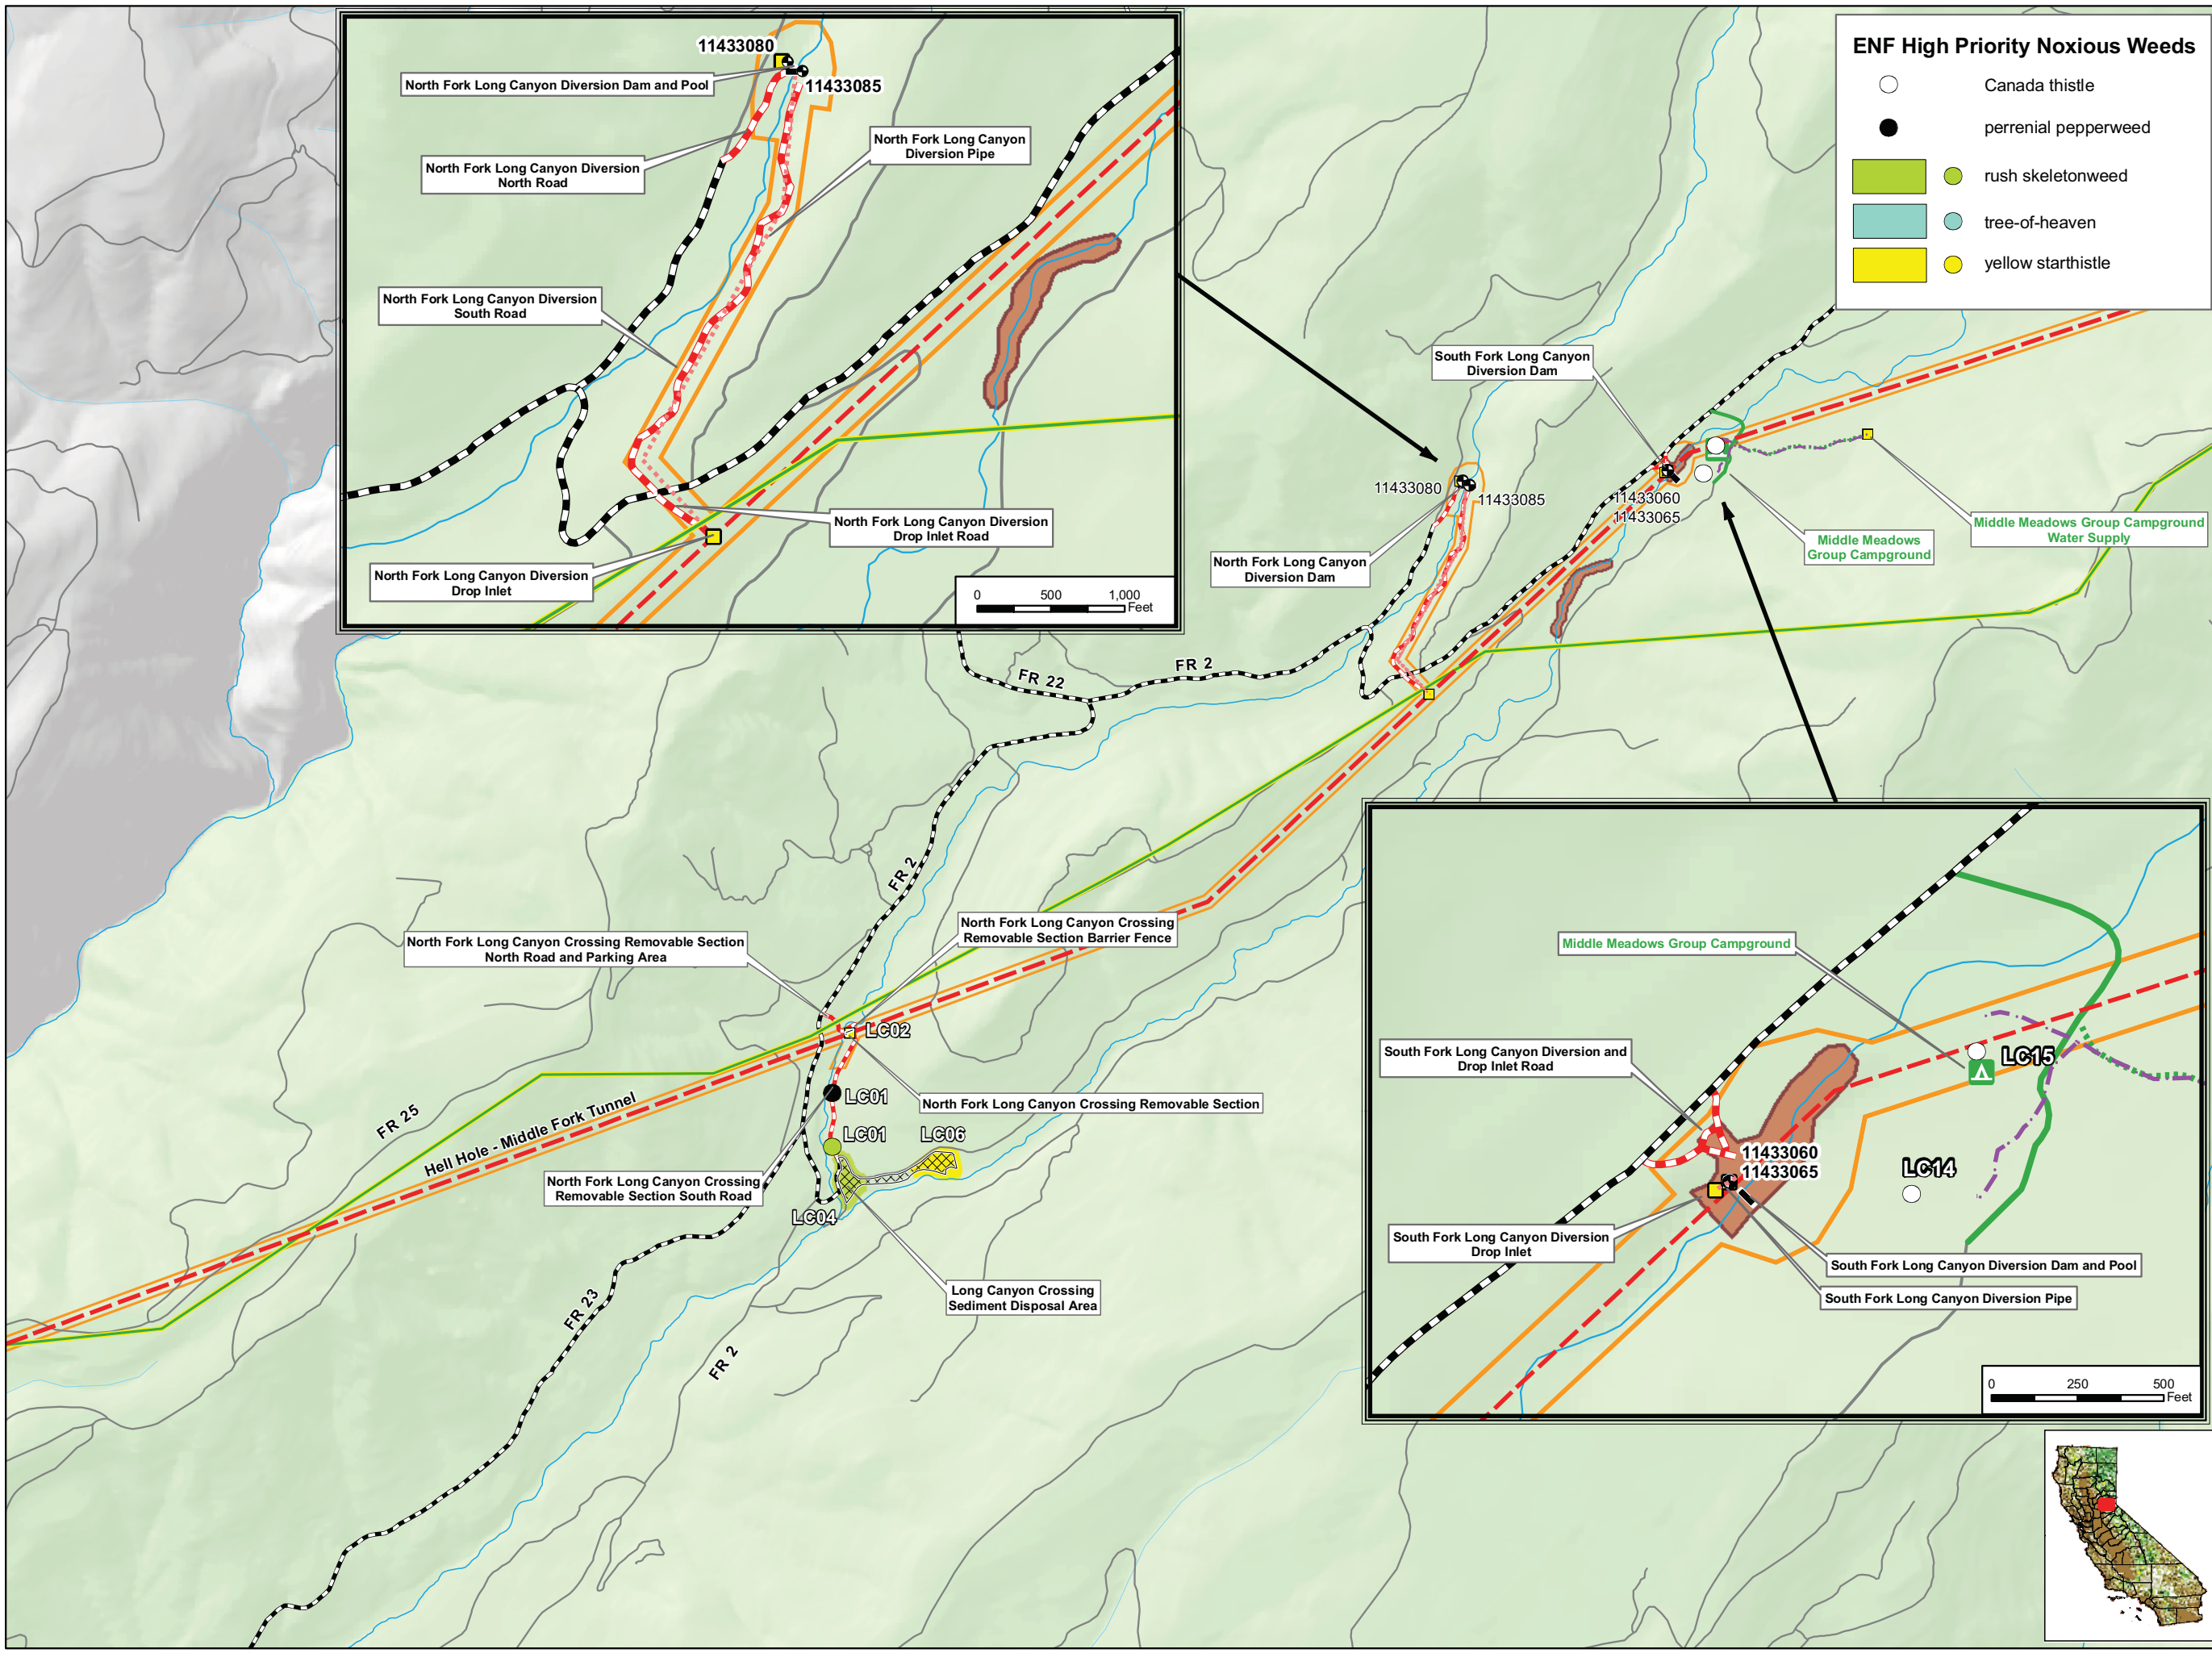 11433080
North Fork Long Canyon Diversion Dam and Pool
11433085
North Fork Long Canyon
Diversion Pipe
North Fork Long Canyon Diversion
North Road
North Fork Long Canyon Diversion
South Road
North Fork Long Canyon Diversion
Drop Inlet Road
North Fork Long Canyon Diversion
Drop Inlet
0 500 1,000
Feet
ENF High Priority Noxious Weeds
Canada thistle
perrenial pepperweed
rush skeletonweed
tree-of-heaven
yellow starthistle
South Fork Long Canyon
Diversion Dam
11433080
11433085
11433060
11433065
Middle Meadows Group Campground
Water Supply
Middle Meadows
Group Campground
North Fork Long Canyon
Diversion Dam
FR 2
FR 22
FR 2
North Fork Long Canyon Crossing
Removable Section Barrier Fence
North Fork Long Canyon Crossing Removable Section
North Road and Parking Area
LC02
LC01
North Fork Long Canyon Crossing Removable Section
FR 25
Hell Hole - Middle Fork Tunnel
LC01
LC06
North Fork Long Canyon Crossing
Removable Section South Road
LC04
Long Canyon Crossing
Sediment Disposal Area
FR 23
FR 2
Middle Meadows Group Campground
South Fork Long Canyon Diversion and
Drop Inlet Road
LC15
11433060
11433065
LC14
South Fork Long Canyon Diversion
Drop Inlet
South Fork Long Canyon Diversion Dam and Pool
South Fork Long Canyon Diversion Pipe
0 250 500
Feet